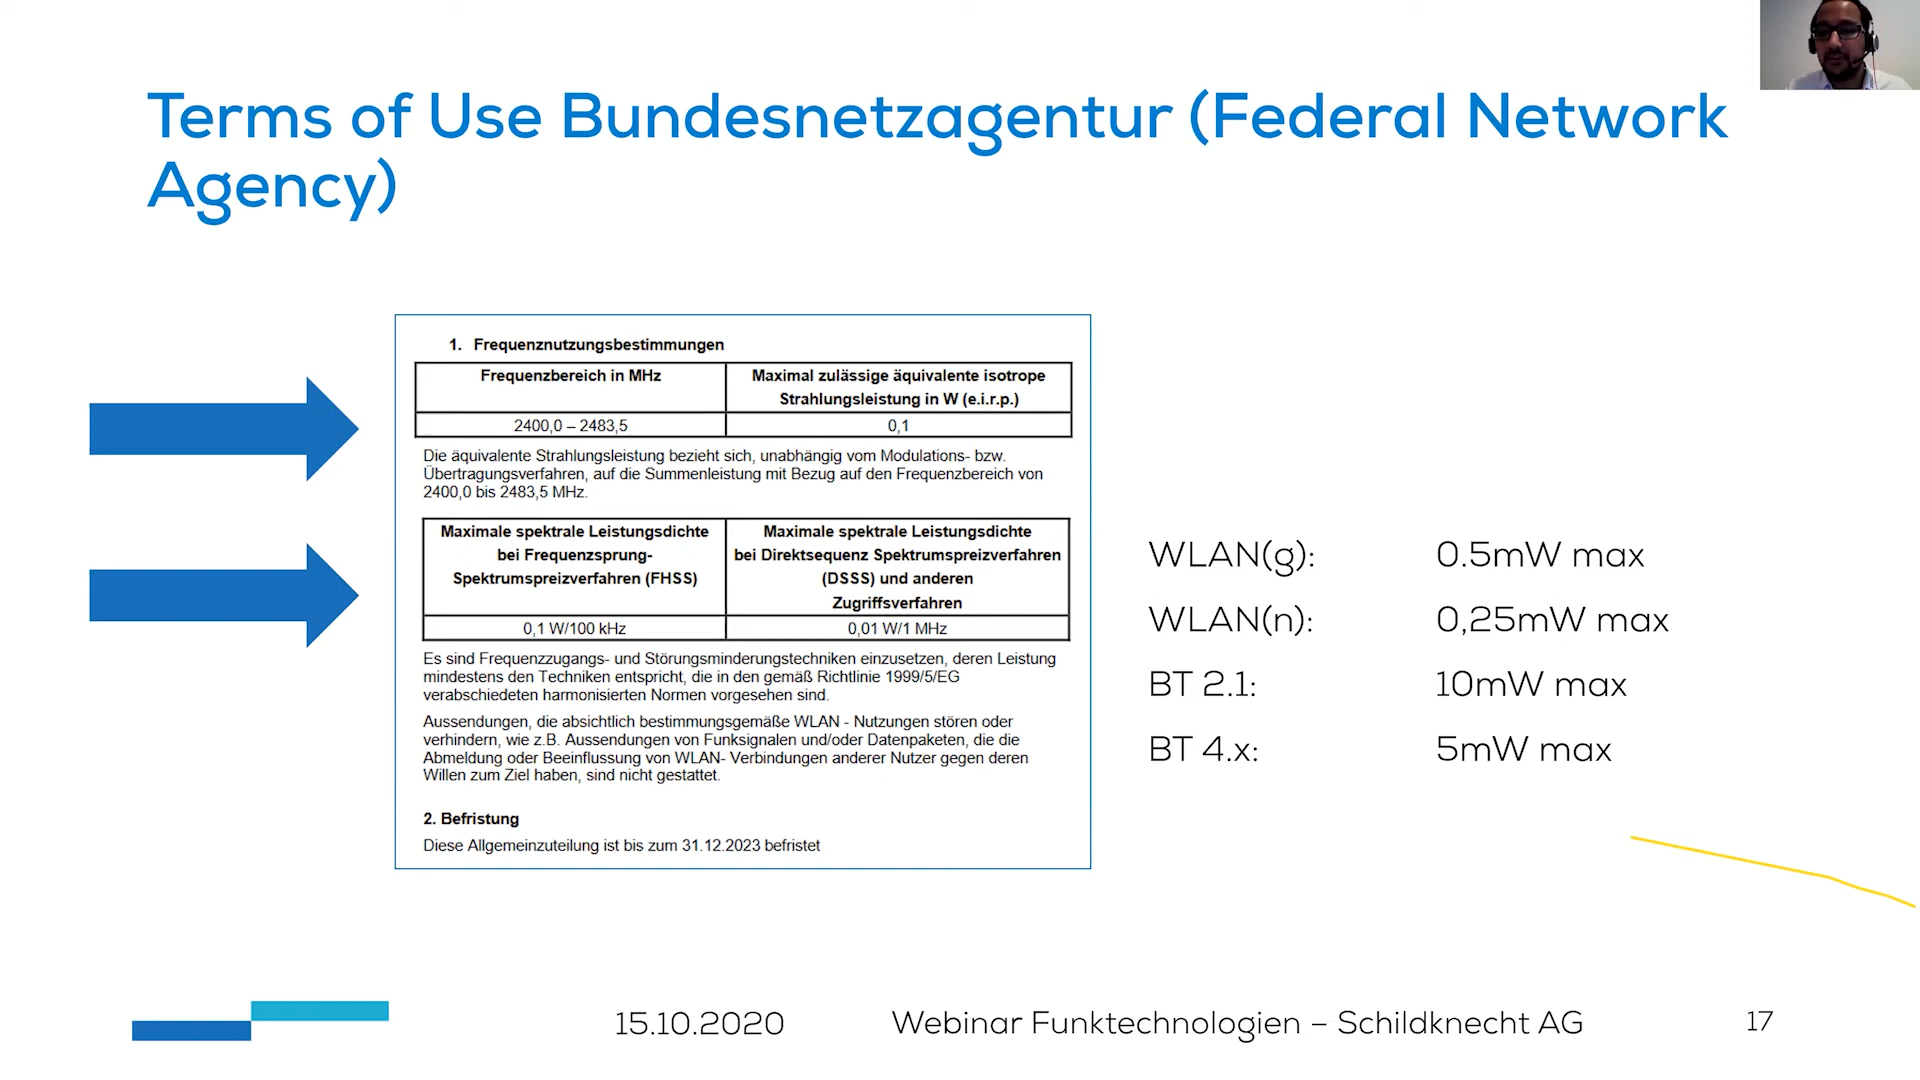 Terms of Use Bundesnetzagentur (Federal Network
Agency)
1. Frequenznutzungsbestimmungen
Frequenzbereich in MHz
Maximal zulässige äquivalente isotrope
Strahlungsleistung in W (e.i.r.p.)
2400,0 – 2483,5
0,1
Die äquivalente Strahlungsleistung bezieht sich, unabhängig vom Modulations- bzw.
Übertragungsverfahren, auf die Summenleistung mit Bezug auf den Frequenzbereich von
2400,0 bis 2483,5 MHz.
Maximale spektrale Leistungsdichte
bei Frequenzsprung-
Spektrumspreizverfahren (FHSS)
Maximale spektrale Leistungsdichte
bei Direktsequenz Spektrumspreizverfahren
(DSSS) und anderen
Zugriffsverfahren
0,1 W/100 kHz
0,01 W/1 MHz
Es sind Frequenzzugangs- und Störungsminderungstechniken einzusetzen, deren Leistung
mindestens den Techniken entspricht, die in den gemäß Richtlinie 1999/5/EG
verabschiedeten harmonisierten Normen vorgesehen sind.
Aussendungen, die absichtlich bestimmungsgemäße WLAN - Nutzungen stören oder
verhindern, wie z.B. Aussendungen von Funksignalen und/oder Datenpaketen, die die
Abmeldung oder Beeinflussung von WLAN- Verbindungen anderer Nutzer gegen deren
Willen zum Ziel haben, sind nicht gestattet.
2. Befristung
Diese Allgemeinzuteilung ist bis zum 31.12.2023 befristet
WLAN(g): 0.5mW max
WLAN(n): 0,25mW max
BT 2.1: 10mW max
BT 4.x: 5mW max
15.10.2020
Webinar Funktechnologien – Schildknecht AG
17